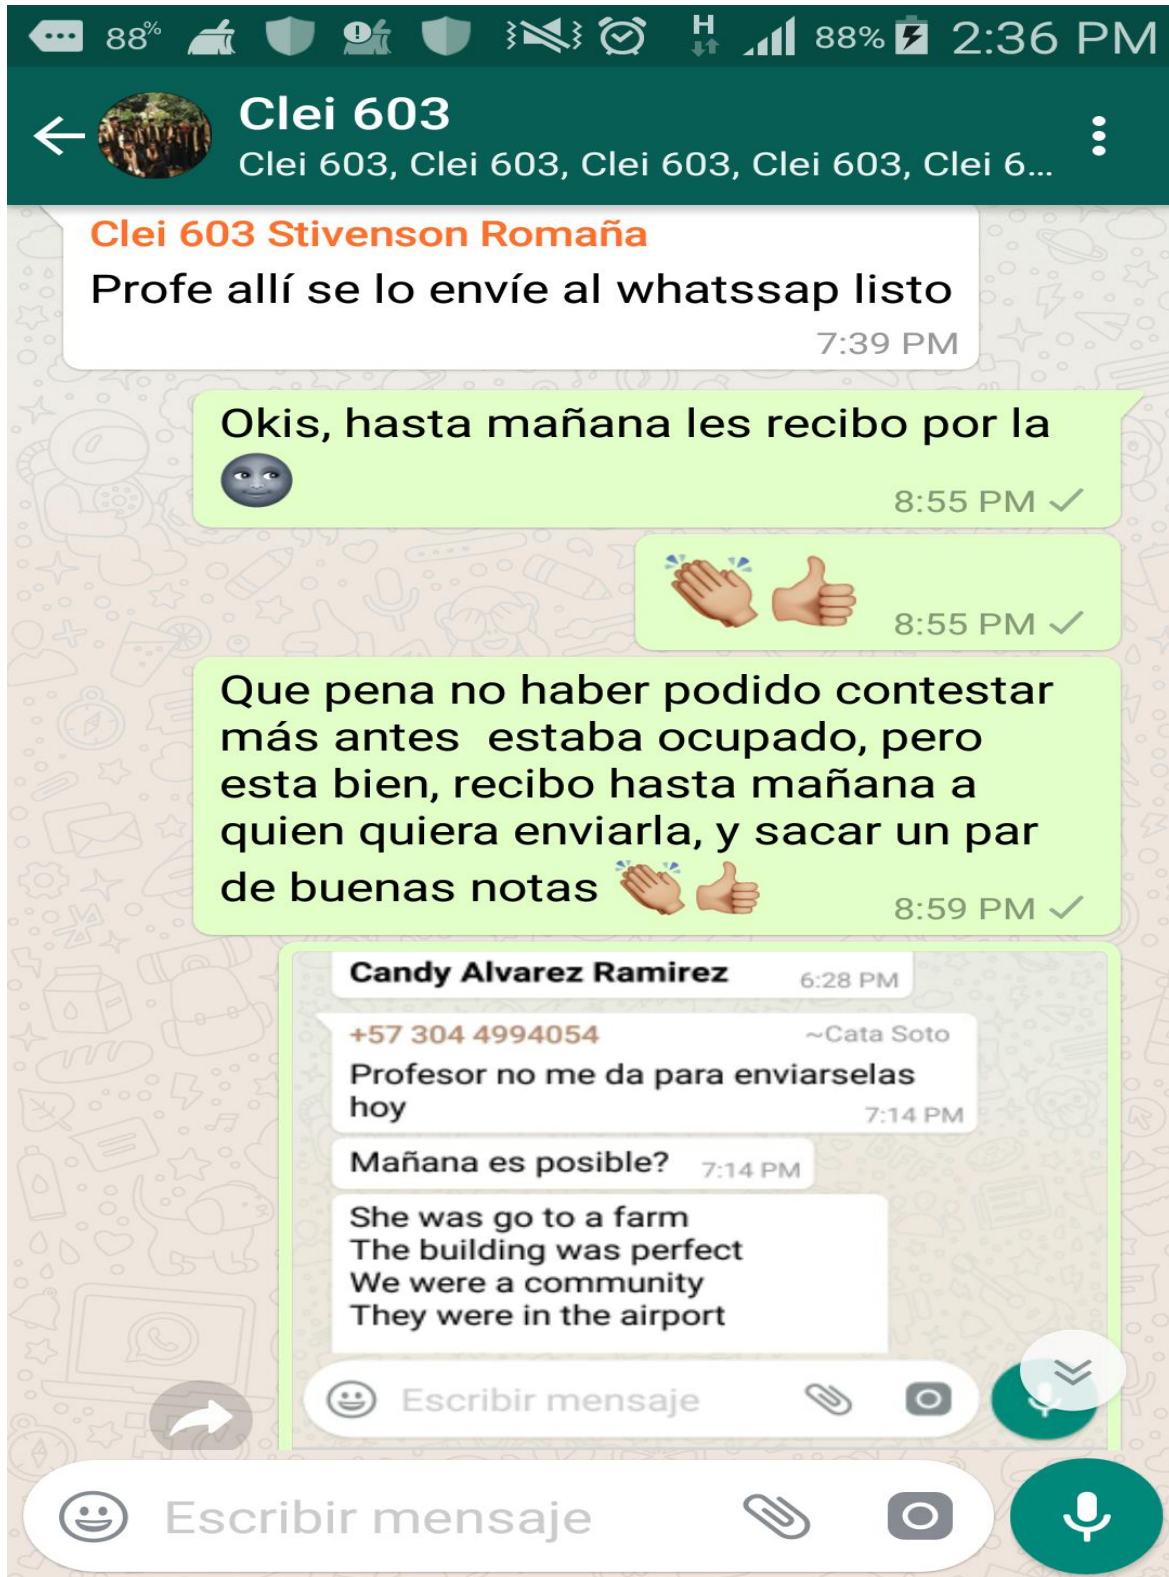 88%
H
88%
2:36 PM
Clei 603
Clei 603, Clei 603, Clei 603, Clei 603, Clei 6...
Clei 603 Stivenson Romaña
Profe allí se lo envíe al whatssap listo
7:39 PM
Okis, hasta mañana les recibo por la
8:55 PM
8:55 PM
Que pena no haber podido contestar
más antes estaba ocupado, pero
esta bien, recibo hasta mañana a
quien quiera enviarla, y sacar un par
de buenas notas
8:59 PM
Candy Alvarez Ramirez
6:28 PM
+57 304 4994054
~Cata Soto
Profesor no me da para enviarselas
hoy
7:14 PM
Mañana es posible?
7:14 PM
She was go to a farm
The building was perfect
We were a community
They were in the airport
Escribir mensaje
Escribir mensaje